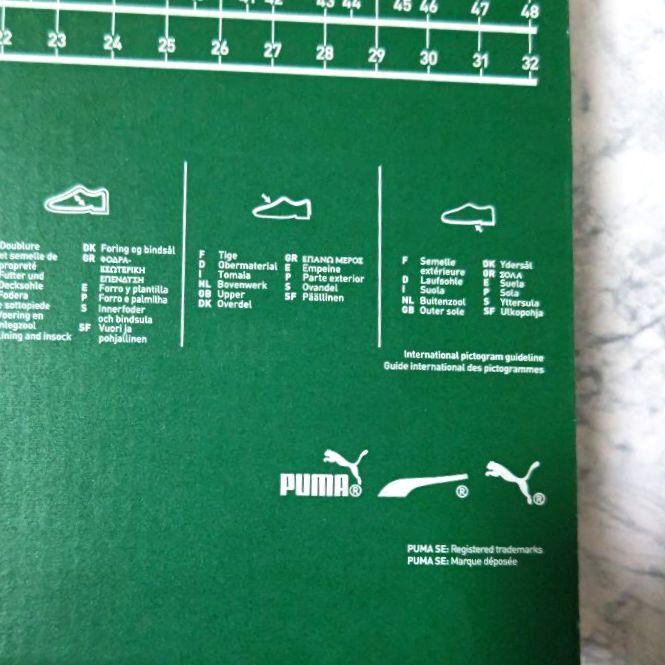 43 44 45 46 47 48
23 24 25 26 27 28 29 30 31 32
Doublure
et semelle de
propreté
Futter und
Decksohle
Fodera
e sottopiede
Voering en
inlegzool
Lining and insock
DK Foring og bindsål
GR ΦΟΔΡΑ-
ΕΣΩΤΕΡΙΚΗ
ΕΠΕΝΔΥΣΗ
E Forro y plantilla
P Forro e palmilha
S Innerfoder
och bindsula
SF Vuori ja
pohjallinen
F Tige
D Obermaterial
I Tomaia
NL Bovenwerk
GB Upper
DK Overdel
GR ΕΠΑΝΩ ΜΕΡΟΣ
E Empeine
P Parte exterior
S Ovandel
SF Päällinen
F Semelle
extérieure
D Laufsohle
I Suola
NL Buitenzool
GB Outer sole
DK Ydersål
GR ΣΟΛΑ
E Suela
P Sola
S Yttersula
SF Ulkopohja
International pictogram guideline
Guide international des pictogrammes
PUMA® ® ®
PUMA SE: Registered trademarks
PUMA SE: Marque déposée